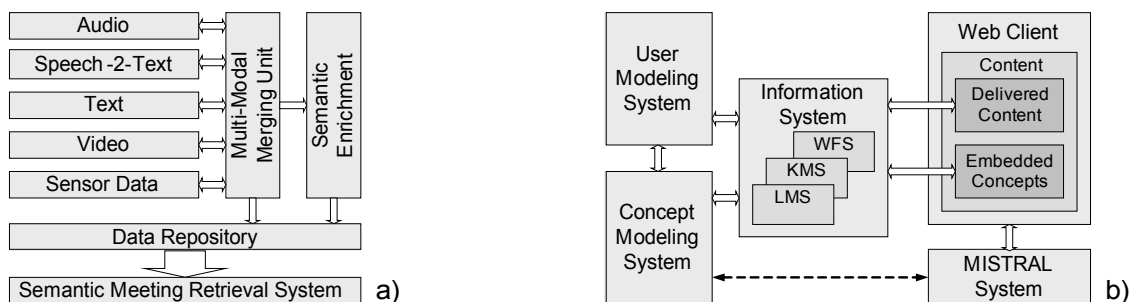 Audio
Speech -2-Text
Text
Video
Sensor Data
Multi-Modal
Merging Unit
Semantic
Enrichment
Data Repository
Semantic Meeting Retrieval System
a)
User
Modeling
System
Concept
Modeling
System
Information
System
WFS
KMS
LMS
Web Client
Content
Delivered
Content
Embedded
Concepts
MISTRAL
System
b)